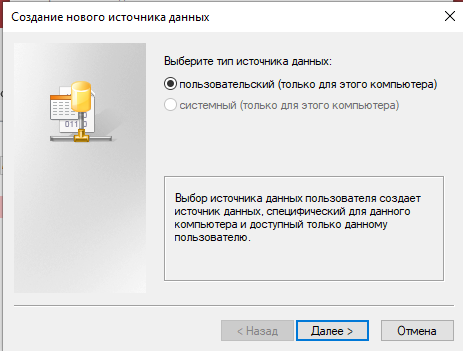 Создание нового источника данных
Выберите тип источника данных:
пользовательский (только для этого компьютера)
системный (только для этого компьютера)
01110
Выбор источника данных пользователя создает
источник данных, специфический для данного
компьютера и доступный только данному
пользователю.
< Назад
Далее >
Отмена